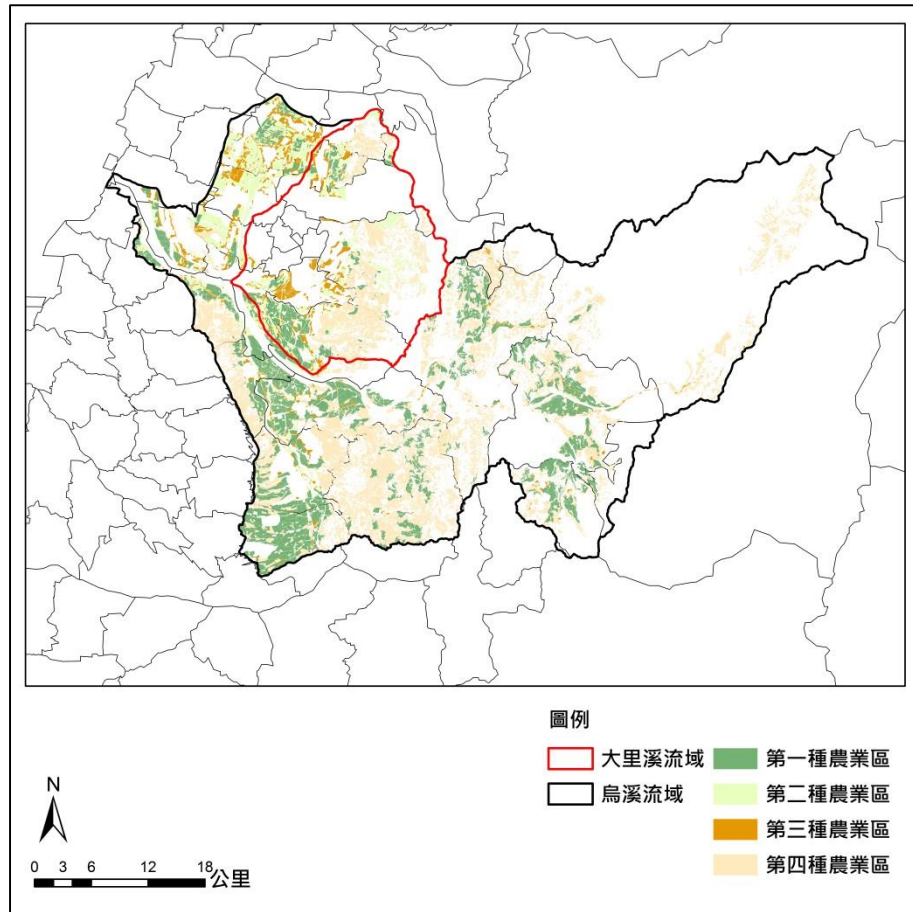 圖例
大里溪流域
烏溪流域
第一種農業區
第二種農業區
第三種農業區
第四種農業區
N
0 3 6 12 18
公里